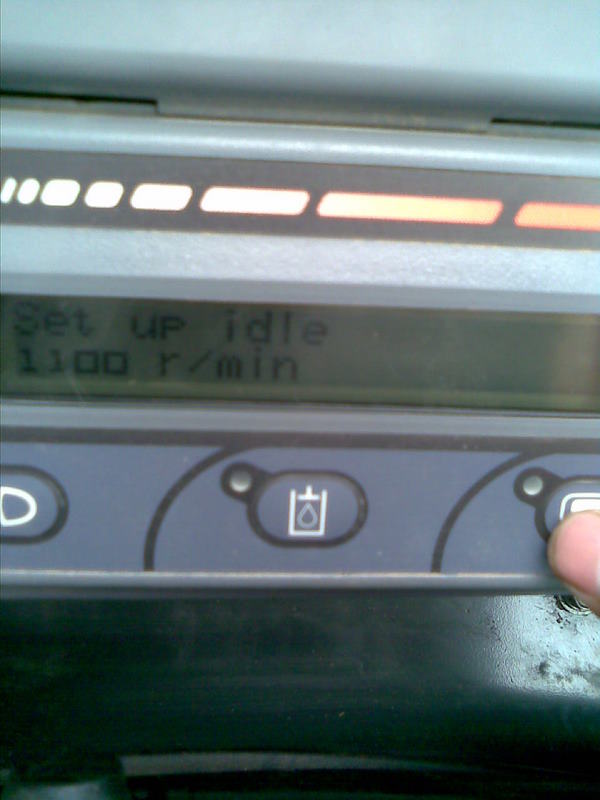 Set up idle
1100 r/min